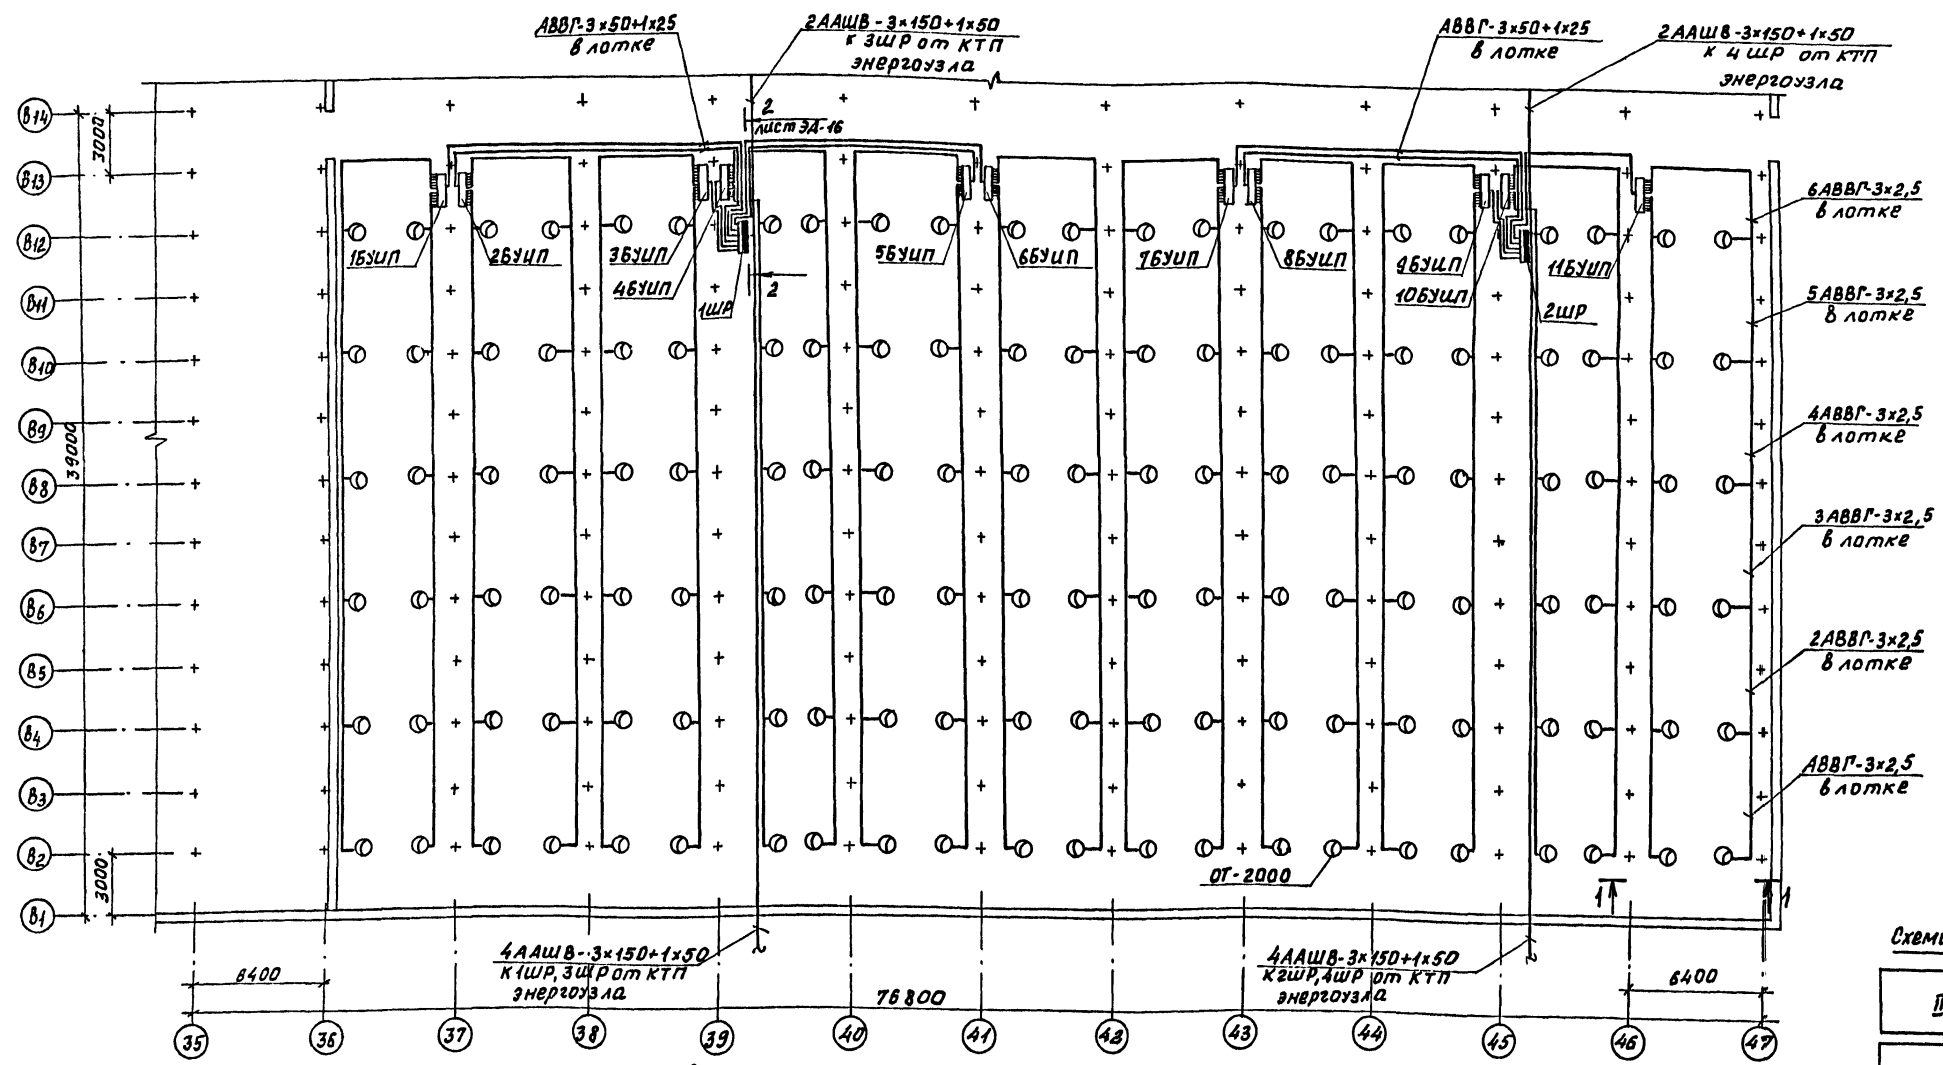 АВВГ-3×50+1×25
в лотке
2ААШВ-3×150+1×50
к 3ШР от КТП
энергоузла
АВВГ-3×50+1×25
в лотке
2ААШВ-3×150+1×50
к 4ШР от КТП
энергоузла
В14
В13
В12
В11
В10
В9
В8
В7
В6
В5
В4
В3
В2
В1
3000
39000
3000
2
лист ЭД-16
2
1БУИП
2БУИП
3БУИП
4БУИП
1ШР
5БУИП
6БУИП
7БУИП
8БУИП
9БУИП
10БУИП
11БУИП
2ШР
6АВВГ-3×2,5
в лотке
5АВВГ-3×2,5
в лотке
4АВВГ-3×2,5
в лотке
3АВВГ-3×2,5
в лотке
2АВВГ-3×2,5
в лотке
АВВГ-3×2,5
в лотке
ОТ-2000
1
1
4ААШВ-3×150+1×50
к 1ШР, 3ШР от КТП
энергоузла
4ААШВ-3×150+1×50
к 2ШР, 4ШР от КТП
энергоузла
6400
76800
6400
35
36
37
38
39
40
41
42
43
44
45
46
47